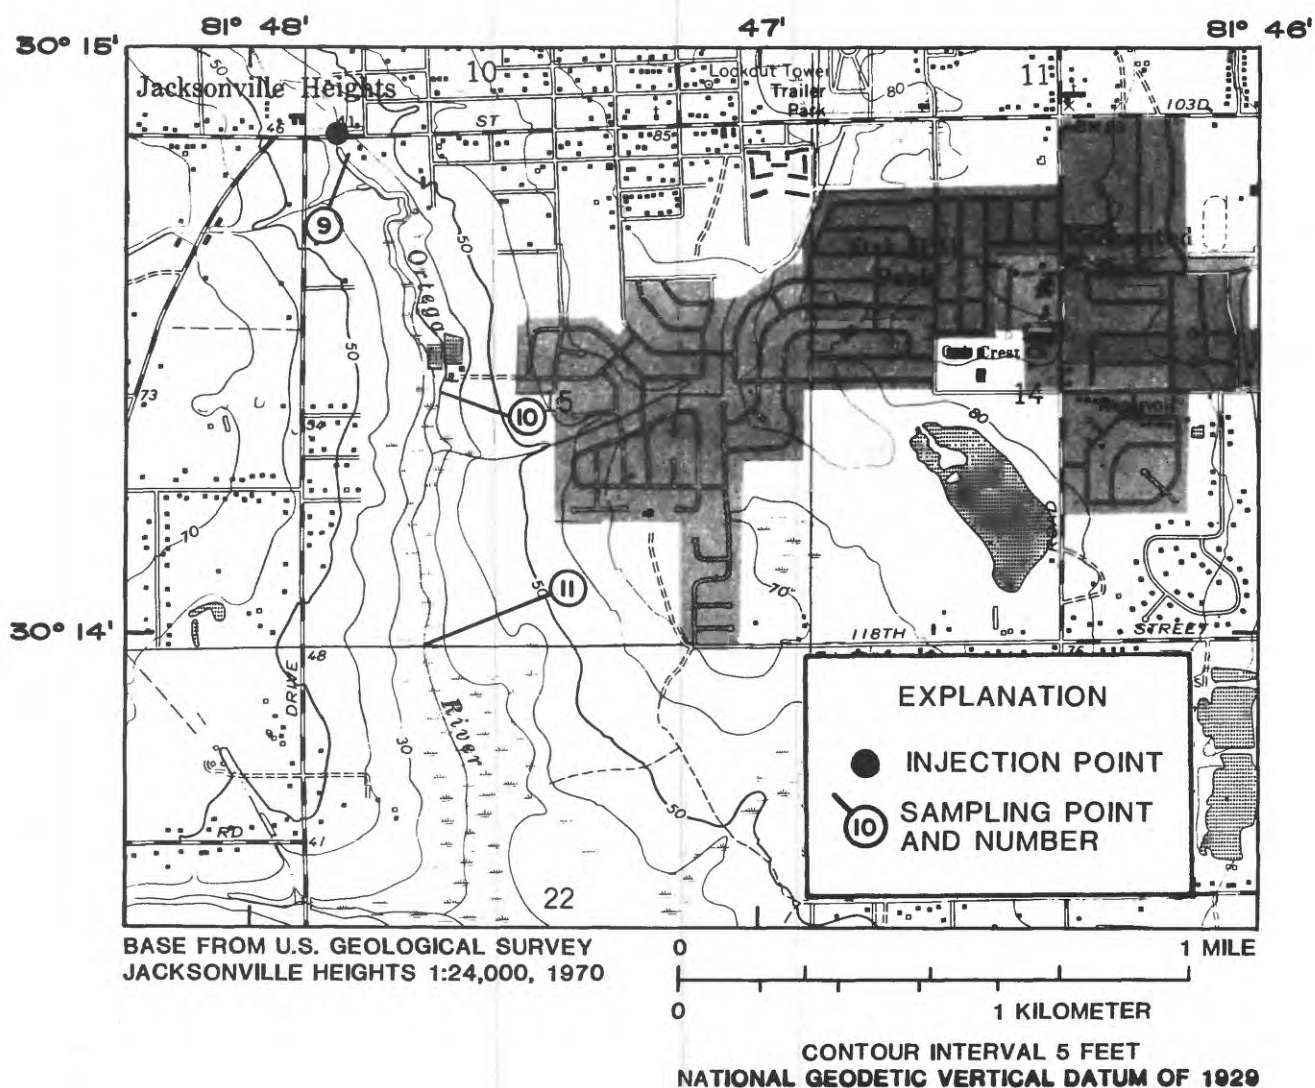 81° 48'
47'
81° 46'
30° 15'
50
10
11
Jacksonville Heights
Lookout Tower
Trailer
Park
80
103D
46
41
ST
85
9
50
Ortega
50
Crest
73
10
15
14
54
80
70
11
50
70
30° 14'
118TH
STREET
76
48
DRIVE
River
30
50
RD
41
22
EXPLANATION
INJECTION POINT
10
SAMPLING POINT
AND NUMBER
BASE FROM U.S. GEOLOGICAL SURVEY
JACKSONVILLE HEIGHTS 1:24,000, 1970
0
1 MILE
0
1 KILOMETER
CONTOUR INTERVAL 5 FEET
NATIONAL GEODETIC VERTICAL DATUM OF 1929